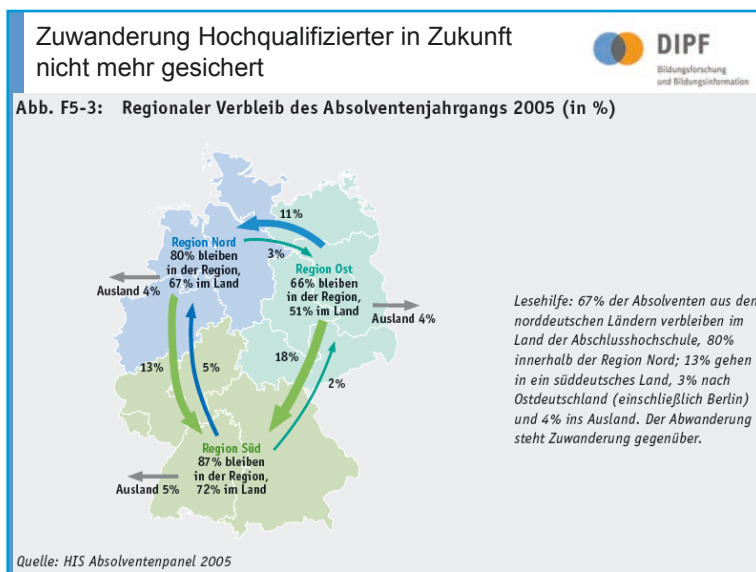 Zuwanderung Hochqualifizierter in Zukunft
nicht mehr gesichert
DIPF
Bildungsforschung
und Bildungsinformation
Abb. F5-3: Regionaler Verbleib des Absolventenjahrgangs 2005 (in %)
11%
Region Nord
80% bleiben
in der Region,
67% im Land
3%
Region Ost
66% bleiben
in der Region,
51% im Land
Ausland 4%
Ausland 4%
13%
5%
18%
2%
Region Süd
87% bleiben
in der Region,
72% im Land
Ausland 5%
Lesehilfe: 67% der Absolventen aus den
norddeutschen Ländern verbleiben im
Land der Abschlusshochschule, 80%
innerhalb der Region Nord; 13% gehen
in ein süddeutsches Land, 3% nach
Ostdeutschland (einschließlich Berlin)
und 4% ins Ausland. Der Abwanderung
steht Zuwanderung gegenüber.
Quelle: HIS Absolventenpanel 2005